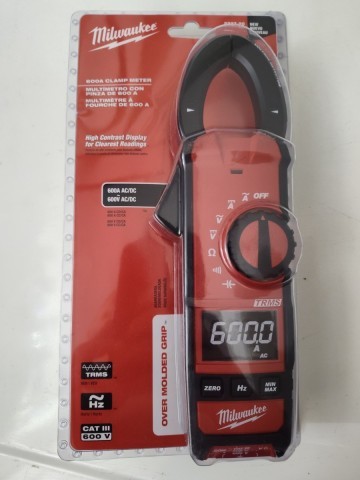 Milwaukee
NEW
600A CLAMP METER
MULTIMETRO CON
PINZA DE 600 A
MULTIMÈTRE À
FOURCHE DE 600 A
High Contrast Display
for Clearest Readings
600A AC/DC
600V AC/DC
OFF
A
A
V
V
Ω
TRMS
600.0
A
AC
ZERO
Hz
MIN
MAX
Milwaukee
OVER MOLDED GRIP
TRMS
Hz
CAT III
600 V